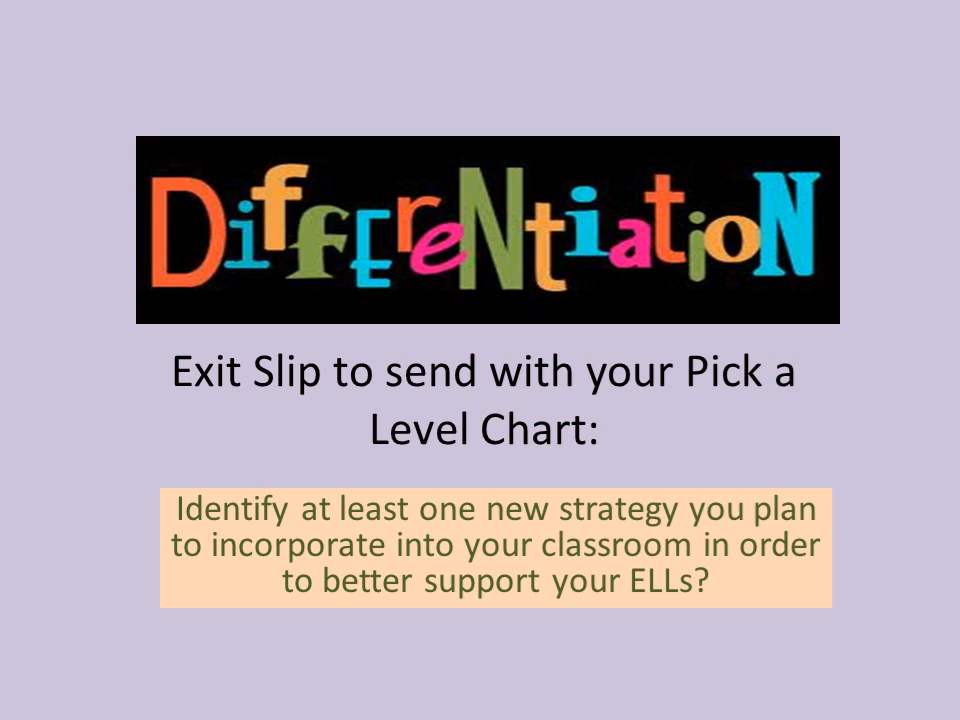 DiffEreNtiatioN
Exit Slip to send with your Pick a
Level Chart:
Identify at least one new strategy you plan
to incorporate into your classroom in order
to better support your ELLs?